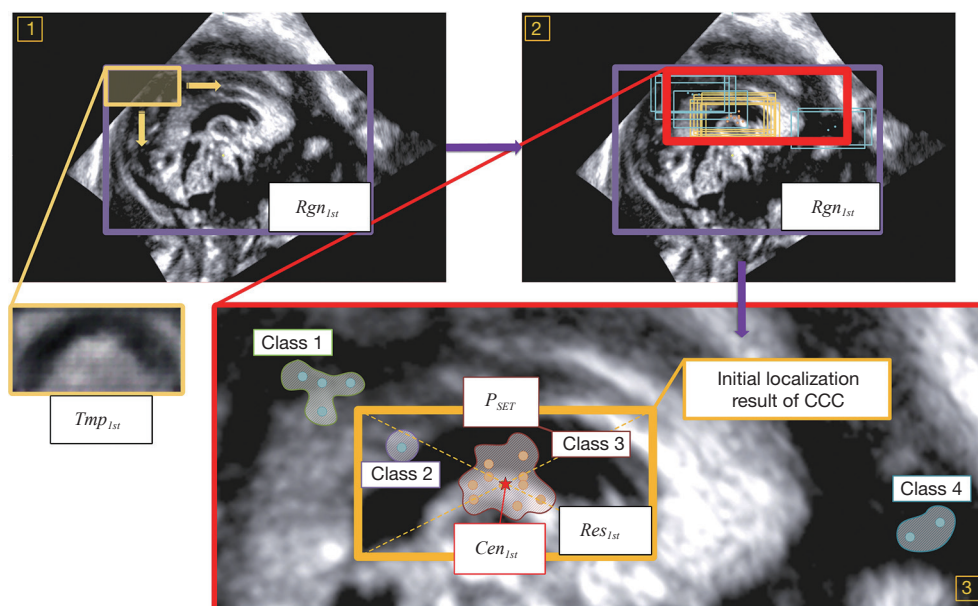 1
Rgn1st
2
Rgn1st
Tmp1st
Class 1
PSET
Initial localization
result of CCC
Class 3
Class 2
Class 4
Cen1st
Res1st
3